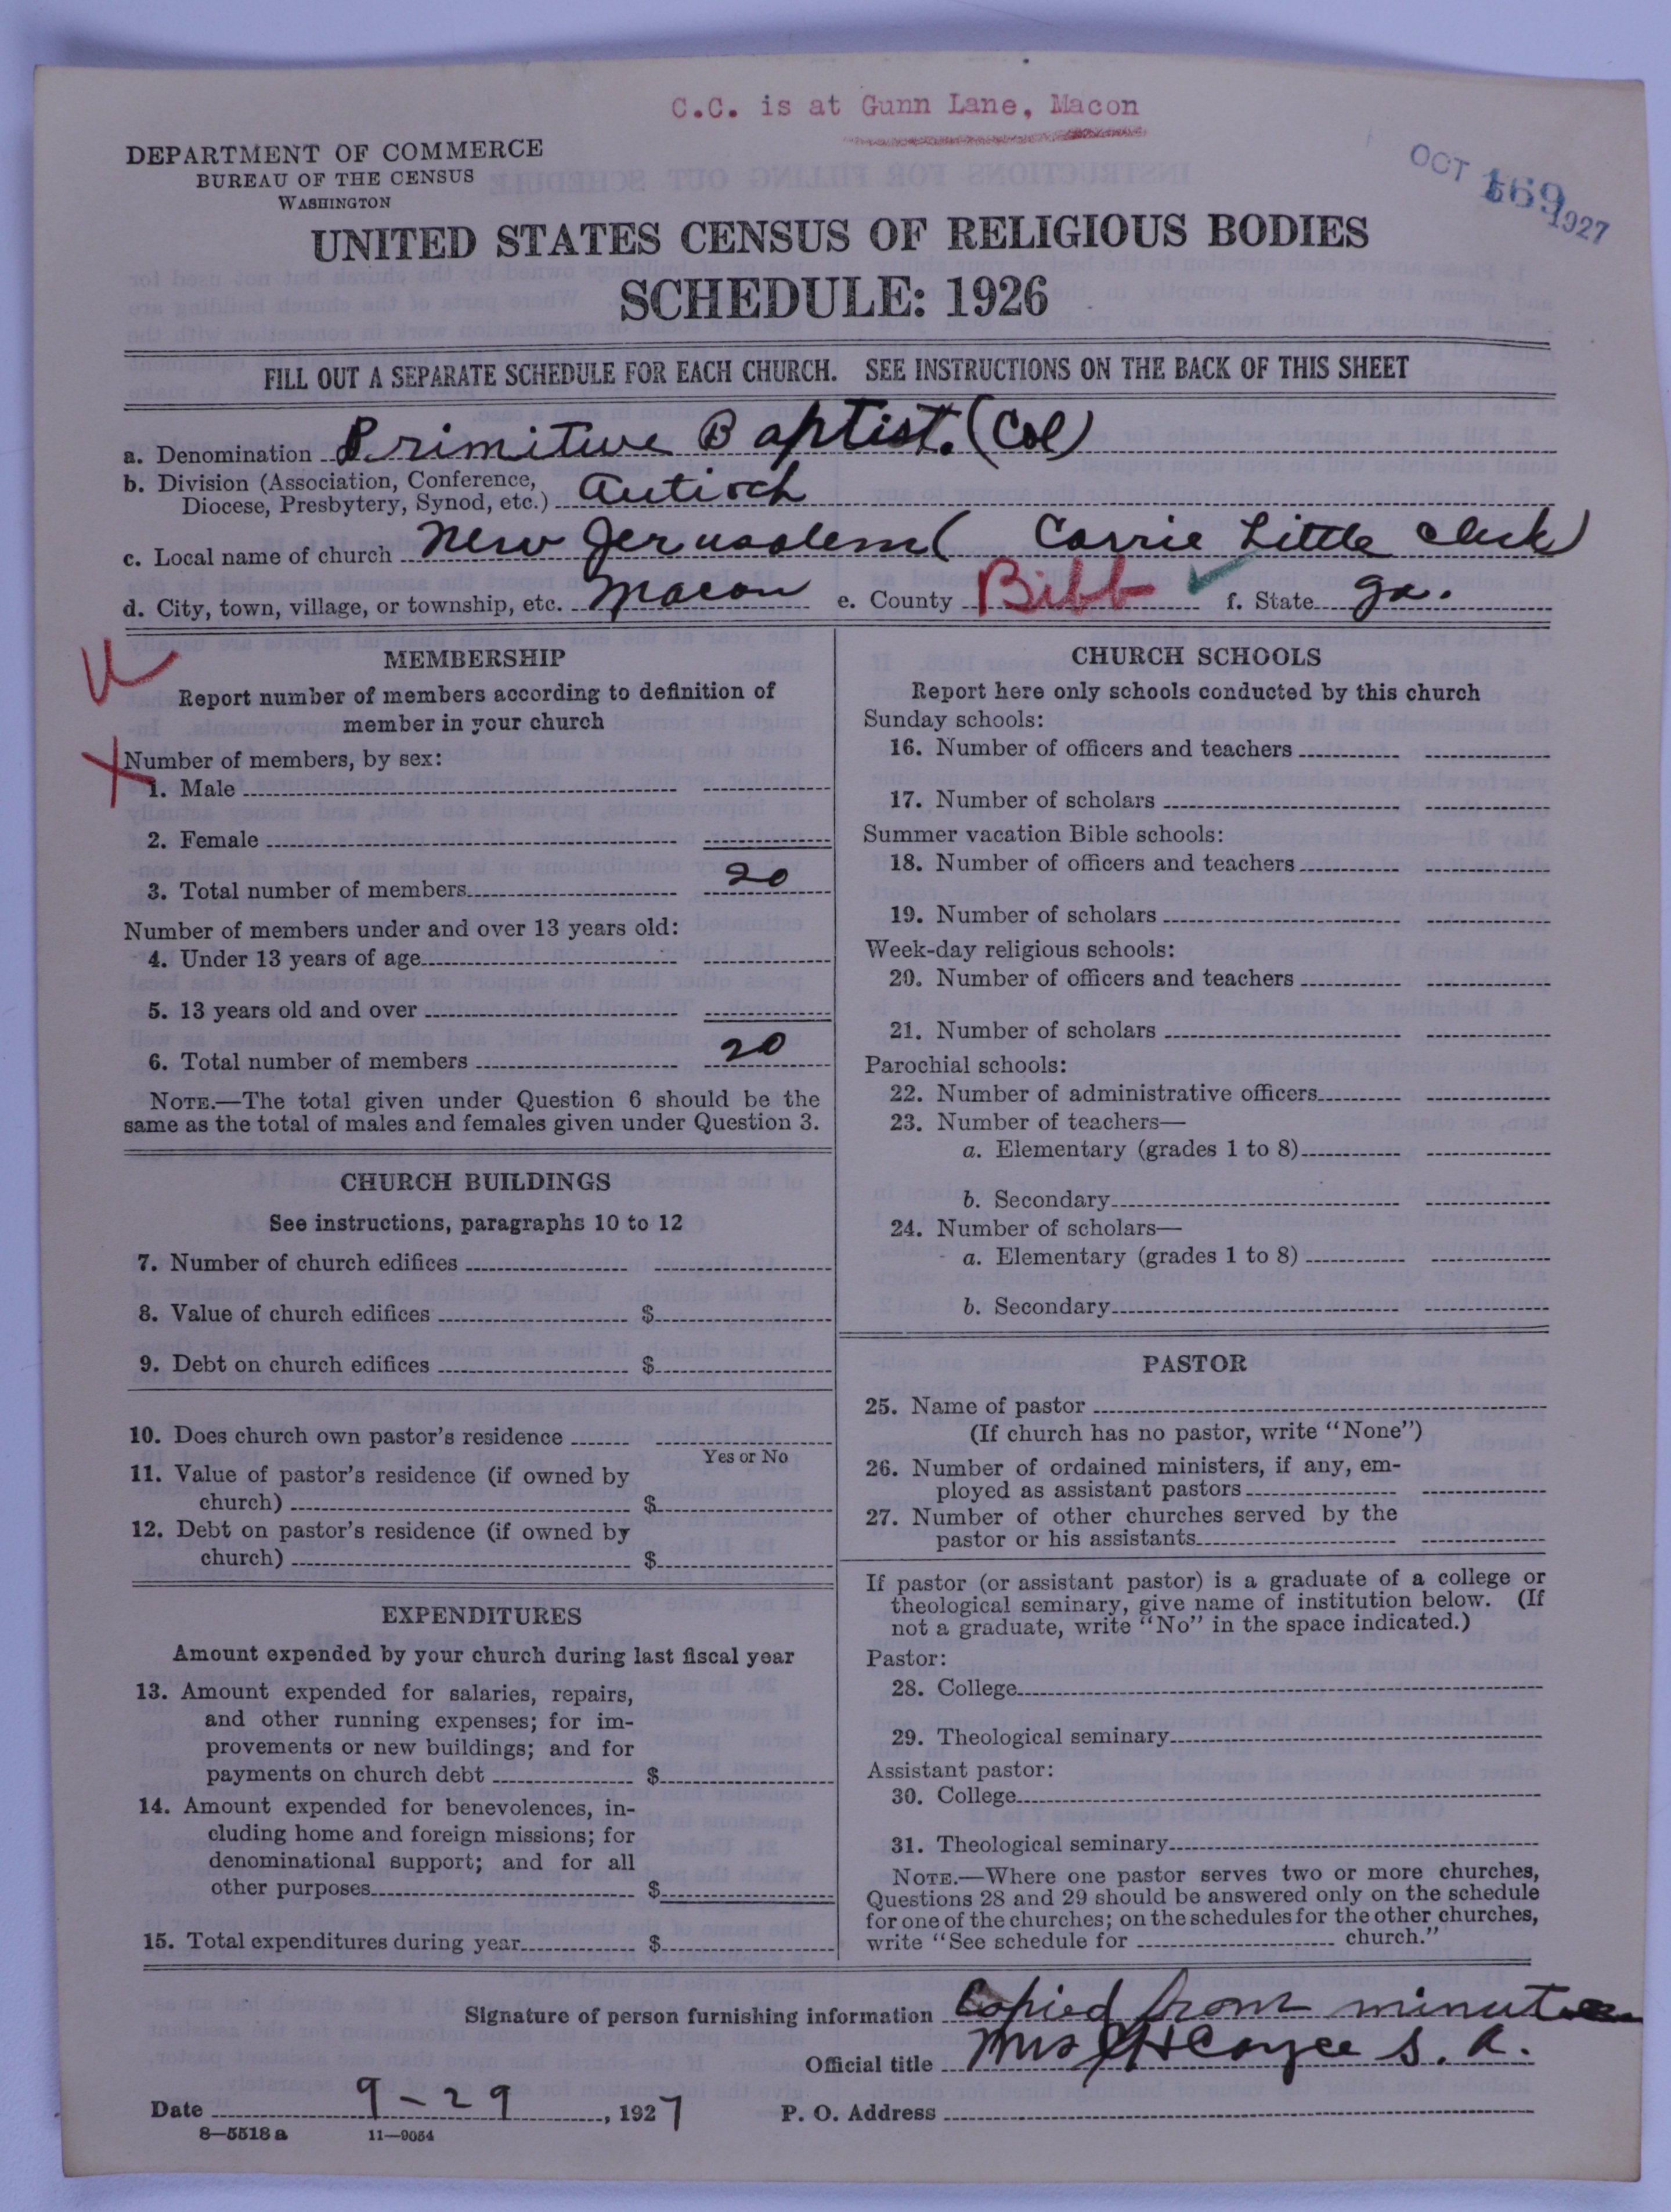 C.C. is at Gunn Lane, Macon
DEPARTMENT OF COMMERCE
BUREAU OF THE CENSUS
WASHINGTON
OCT 1927
UNITED STATES CENSUS OF RELIGIOUS BODIES
SCHEDULE: 1926
FILL OUT A SEPARATE SCHEDULE FOR EACH CHURCH. SEE INSTRUCTIONS ON THE BACK OF THIS SHEET
a. Denomination Primitive Baptist. (Col)
b. Division (Association, Conference,
Diocese, Presbytery, Synod, etc.) Antioch
c. Local name of church New Jerusalem (Carrie Little Clerk)
d. City, town, village, or township, etc. Macon e. County Bibb ✓ f. State Ga.
MEMBERSHIP
Report number of members according to definition of
member in your church
Number of members, by sex:
1. Male
2. Female
3. Total number of members 20
Number of members under and over 13 years old:
4. Under 13 years of age
5. 13 years old and over
6. Total number of members 20
NOTE.—The total given under Question 6 should be the
same as the total of males and females given under Question 3.
CHURCH BUILDINGS
See instructions, paragraphs 10 to 12
7. Number of church edifices
8. Value of church edifices $
9. Debt on church edifices $
10. Does church own pastor's residence
Yes or No
11. Value of pastor's residence (if owned by
church) $
12. Debt on pastor's residence (if owned by
church) $
EXPENDITURES
Amount expended by your church during last fiscal year
13. Amount expended for salaries, repairs,
and other running expenses; for im-
provements or new buildings; and for
payments on church debt $
14. Amount expended for benevolences, in-
cluding home and foreign missions; for
denominational support; and for all
other purposes $
15. Total expenditures during year $
CHURCH SCHOOLS
Report here only schools conducted by this church
Sunday schools:
16. Number of officers and teachers
17. Number of scholars
Summer vacation Bible schools:
18. Number of officers and teachers
19. Number of scholars
Week-day religious schools:
20. Number of officers and teachers
21. Number of scholars
Parochial schools:
22. Number of administrative officers
23. Number of teachers—
a. Elementary (grades 1 to 8)
b. Secondary
24. Number of scholars—
a. Elementary (grades 1 to 8)
b. Secondary
PASTOR
25. Name of pastor
(If church has no pastor, write "None")
26. Number of ordained ministers, if any, em-
ployed as assistant pastors
27. Number of other churches served by the
pastor or his assistants
If pastor (or assistant pastor) is a graduate of a college or
theological seminary, give name of institution below. (If
not a graduate, write "No" in the space indicated.)
Pastor:
28. College
29. Theological seminary
Assistant pastor:
30. College
31. Theological seminary
NOTE.—Where one pastor serves two or more churches,
Questions 28 and 29 should be answered only on the schedule
for one of the churches; on the schedules for the other churches,
write "See schedule for church."
Signature of person furnishing information Copied from minutes
Official title Mrs S. A.
Date 9-29, 1927 P. O. Address
8—5518 a 11—9054